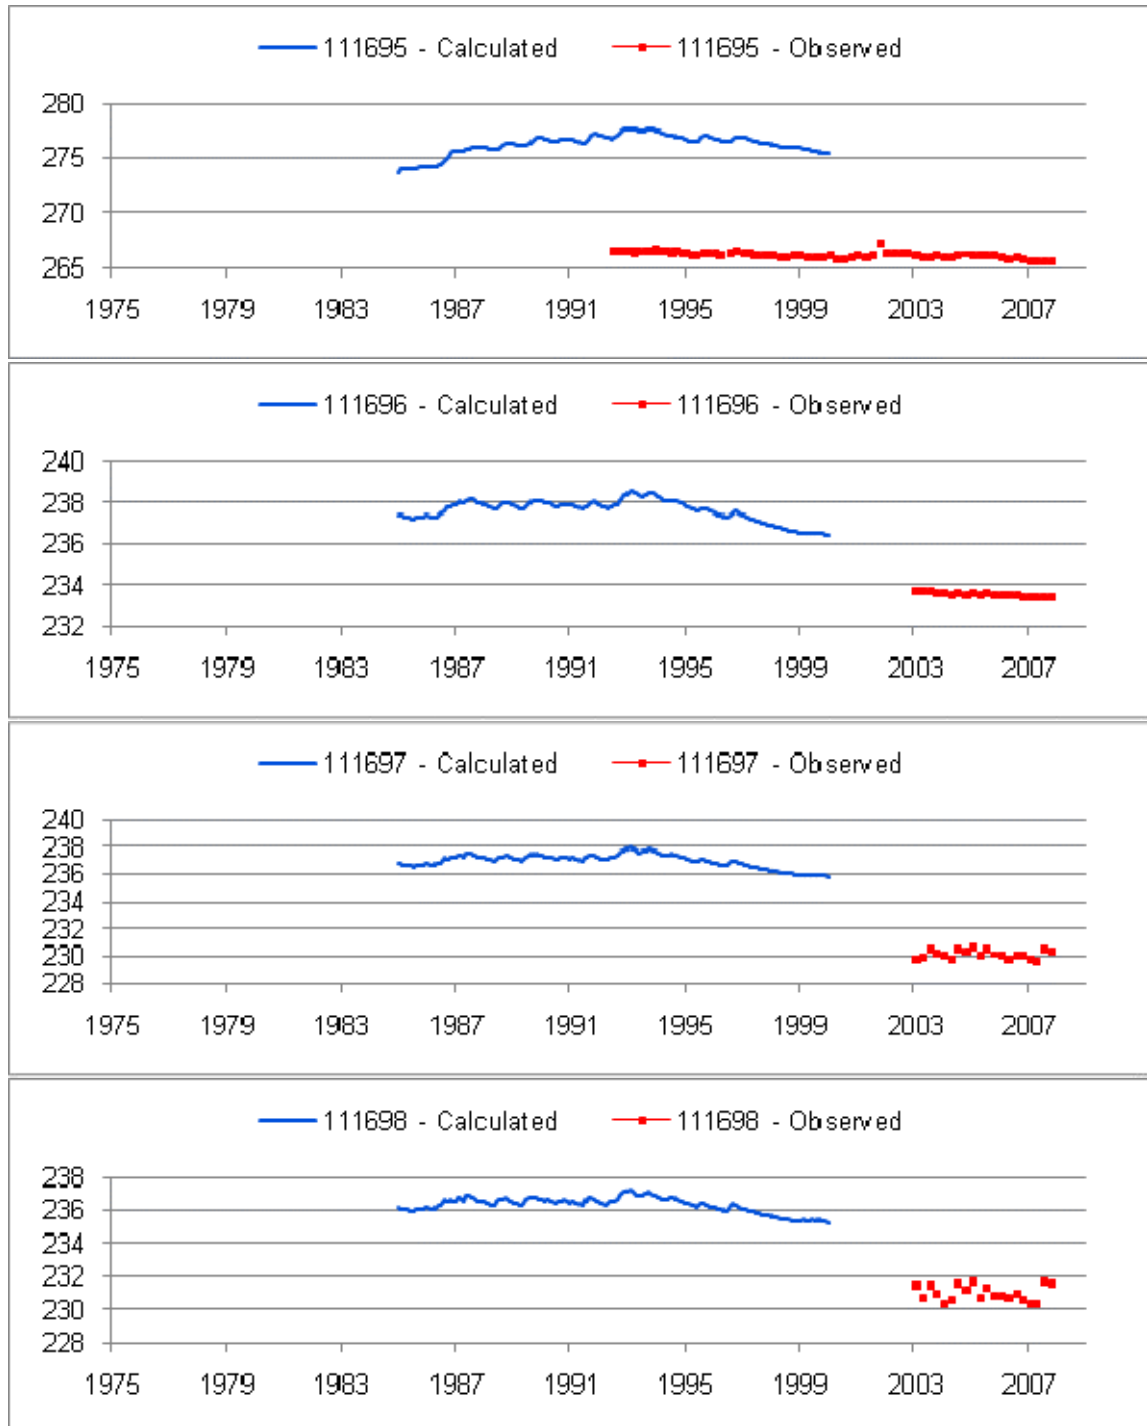 111695 - Calculated 111695 - Observed
280
275
270
265
1975 1979 1983 1987 1991 1995 1999 2003 2007
111696 - Calculated 111696 - Observed
240
238
236
234
232
1975 1979 1983 1987 1991 1995 1999 2003 2007
111697 - Calculated 111697 - Observed
240
238
236
234
232
230
228
1975 1979 1983 1987 1991 1995 1999 2003 2007
111698 - Calculated 111698 - Observed
238
236
234
232
230
228
1975 1979 1983 1987 1991 1995 1999 2003 2007